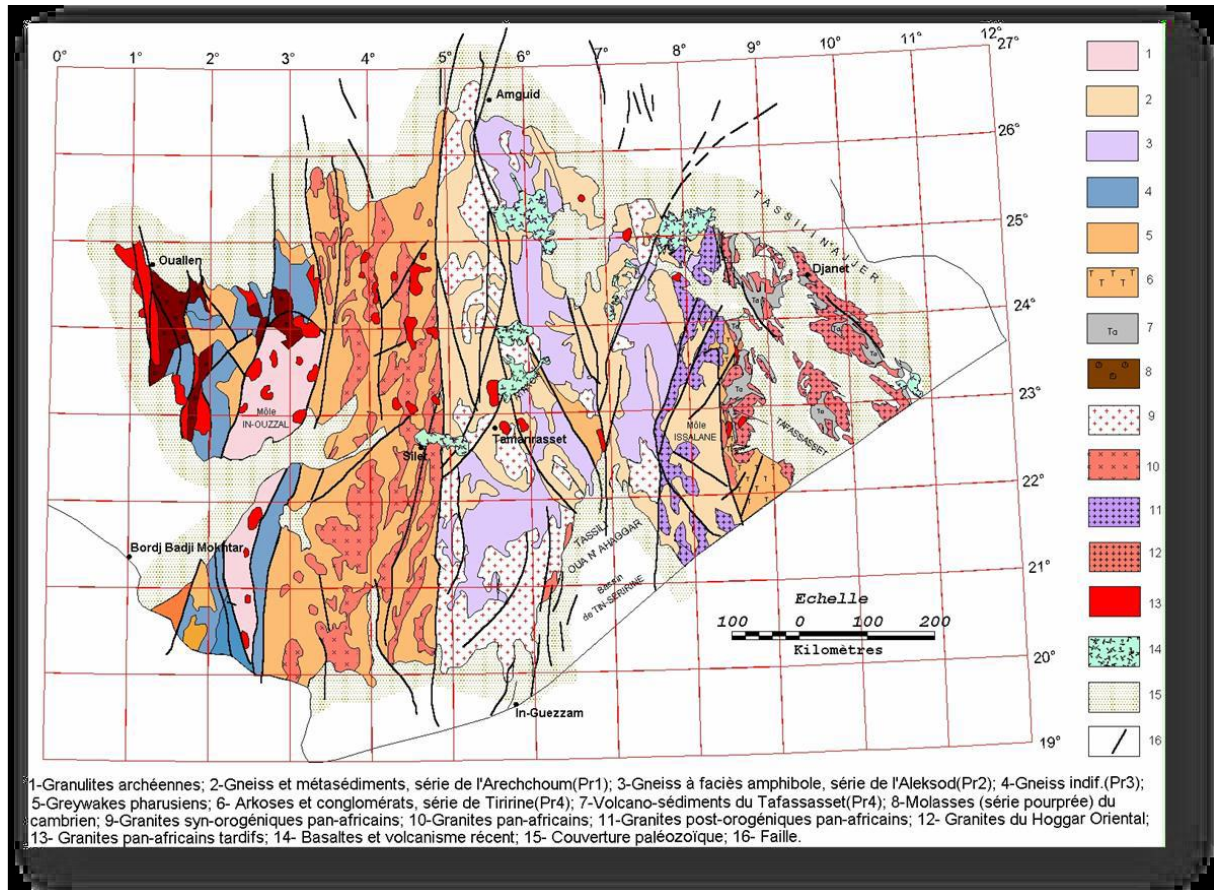 0° 1° 2° 3° 4° 5° 6° 7° 8° 9° 10° 11° 12°
27°
Amguid
26°
TASSILI N'AJJER
25°
Ouallen
Djanet
Ta
24°
Ta
Ta
23°
Môle
IN-OUZZAL
Ta
Ta
Môle
ISSALANE
TAFASSASSET
Tamanrasset
Silet
22°
T T T
TASSILI
OUA N' AHAGGAR
Bordj Badji Mokhtar
21°
Bassin
de TIN-SERIRINE
Echelle
100 0 100 200
Kilomètres
20°
In-Guezzam
19°
1
2
3
4
5
T T T 6
Ta 7
8
9
10
11
12
13
14
15
16
1-Granulites archéennes; 2-Gneiss et métasédiments, série de l'Arechchoum(Pr1); 3-Gneiss à faciès amphibole, série de l'Aleksod(Pr2); 4-Gneiss indif.(Pr3);
5-Greywakes pharusiens; 6- Arkoses et conglomérats, série de Tiririne(Pr4); 7-Volcano-sédiments du Tafassasset(Pr4); 8-Molasses (série pourprée) du
cambrien; 9-Granites syn-orogéniques pan-africains; 10-Granites pan-africains; 11-Granites post-orogéniques pan-africains; 12- Granites du Hoggar Oriental;
13- Granites pan-africains tardifs; 14- Basaltes et volcanisme récent; 15- Couverture paléozoïque; 16- Faille.